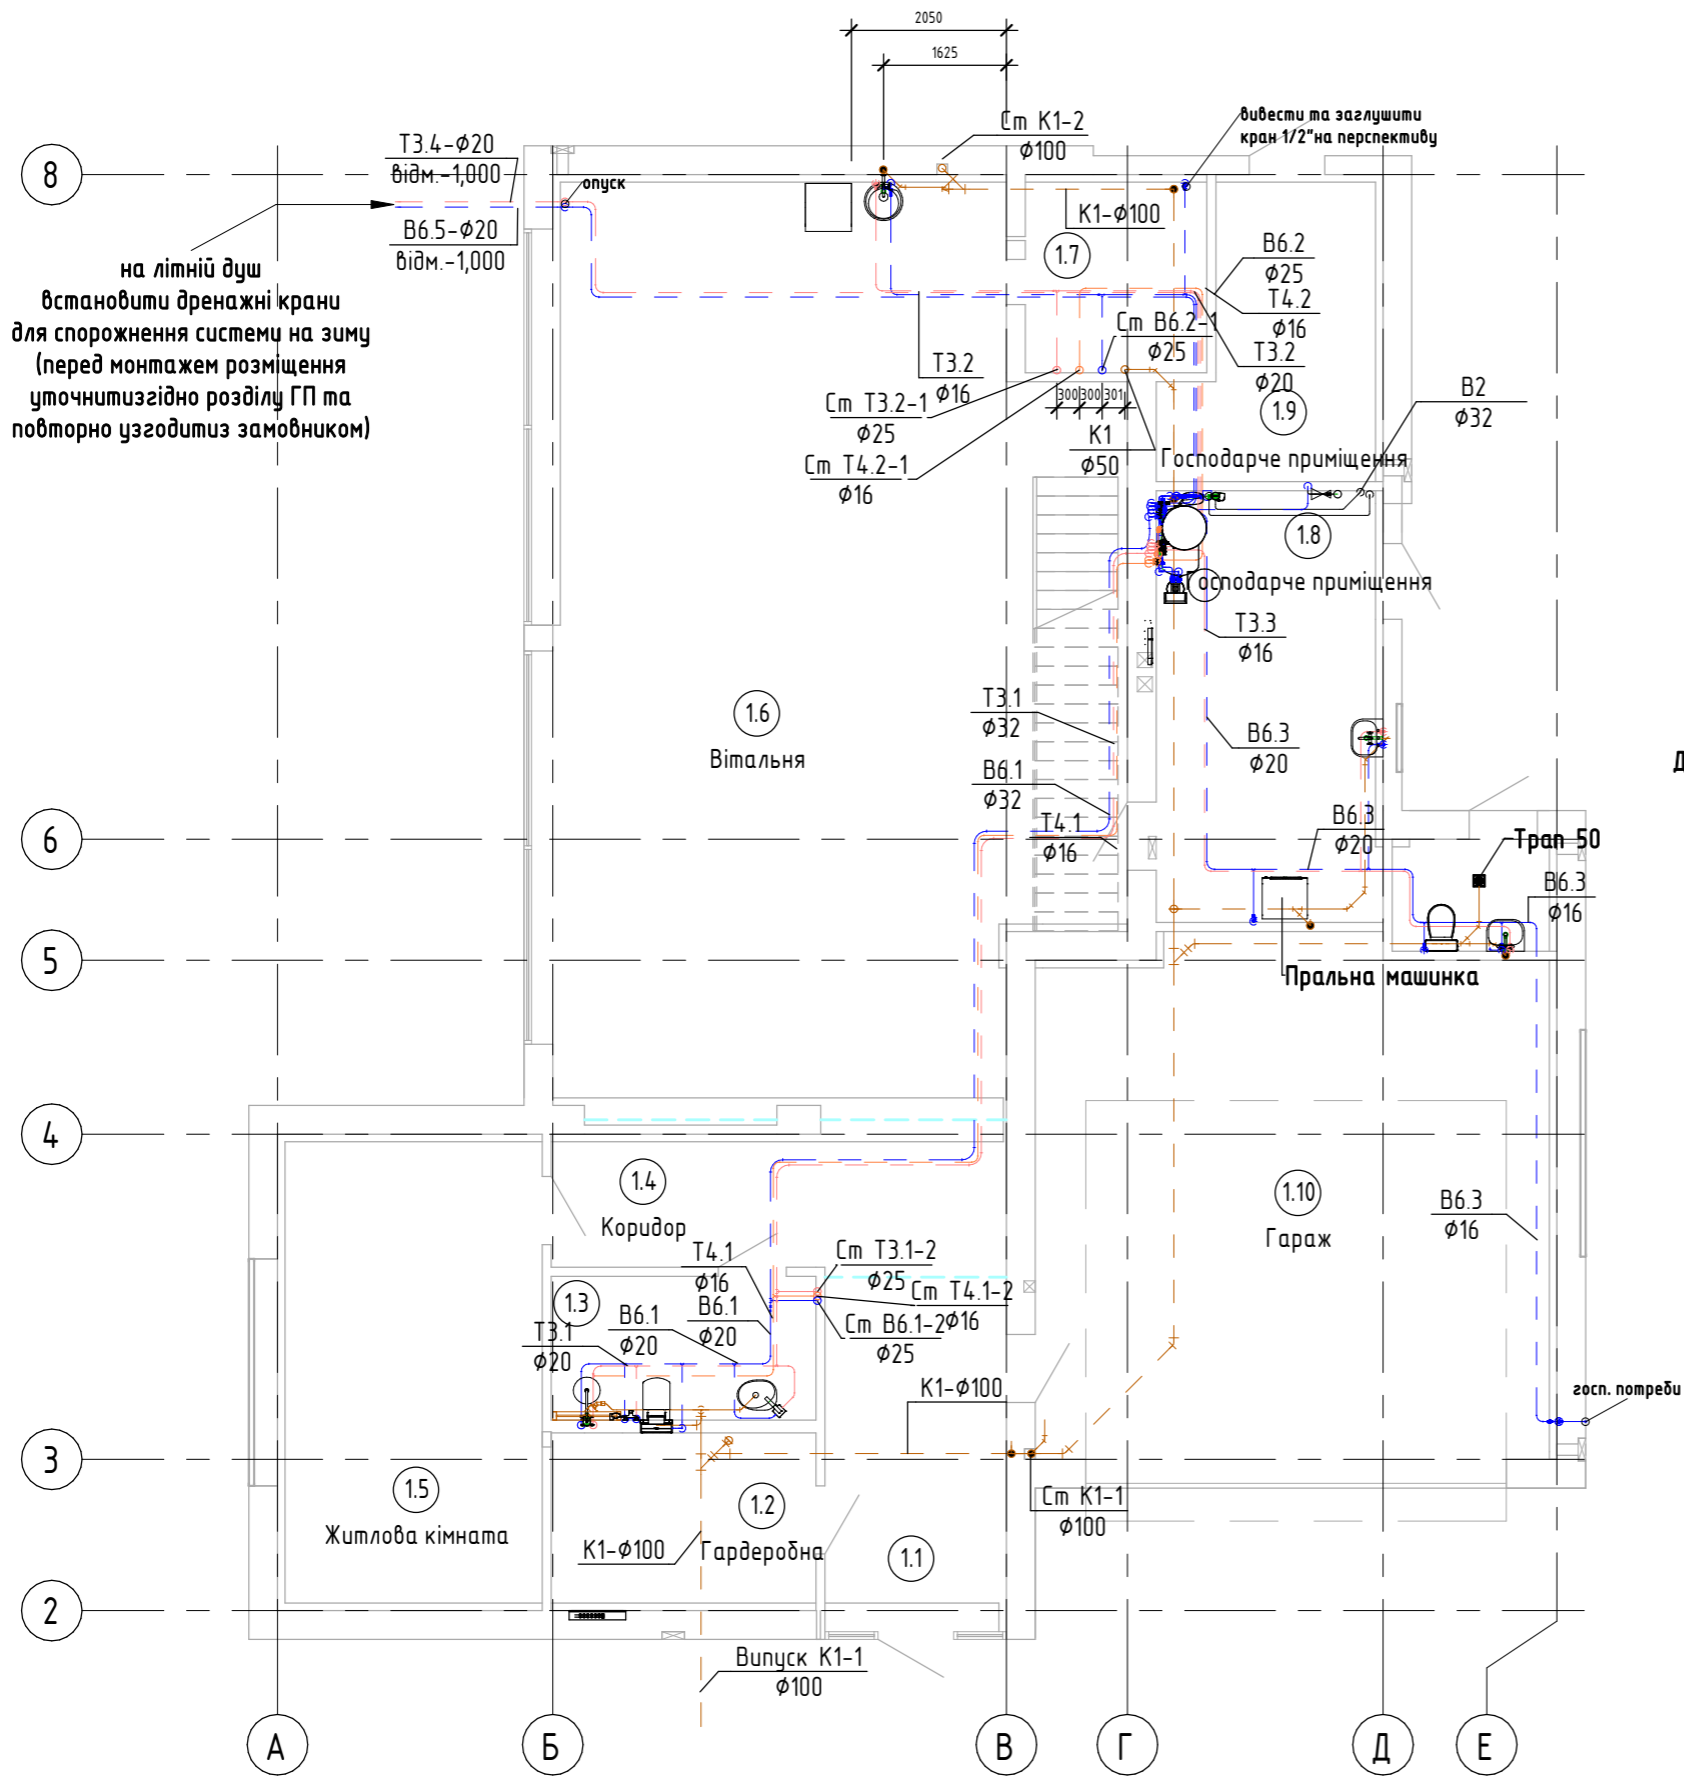 2050
1625
8
Т3.4-Ф20
відм.-1,000
опуск
Ст К1-2
Ф100
вивести та заглушити
кран 1/2"на перспективу
В6.5-Ф20
відм.-1,000
на літній душ
встановити дренажні крани
для спорожнення системи на зиму
(перед монтажем розміщення
уточнитизгідно розділу ГП та
повторно узгодитиз замовником)
К1-Ф100
1.7
В6.2
Ф25
Т4.2
Ф16
Т3.2
Ф20
Ст В6.2-1
Ф25
Т3.2
Ф16
Ст Т3.2-1
Ф25
Ст Т4.2-1
Ф16
300
300
301
К1
Ф50
1.9
Господарче приміщення
В2
Ф32
1.8
Господарче приміщення
Т3.3
Ф16
1.6
Вітальня
Т3.1
Ф32
В6.1
Ф32
Т4.1
Ф16
В6.3
Ф20
В6.3
Ф20
Д
6
Трап 50
В6.3
Ф16
5
Пральна машинка
4
1.4
Коридор
1.10
Гараж
В6.3
Ф16
Т4.1
Ф16
Ст Т3.1-2
Ф25
Ст Т4.1-2
Ф16
Ст В6.1-2
Ф25
1.3
Т3.1
Ф20
В6.1
Ф20
В6.1
Ф20
К1-Ф100
госп. потреби
3
1.5
Житлова кімната
1.2
Гардеробна
К1-Ф100
1.1
Ст К1-1
Ф100
2
Випуск К1-1
Ф100
А
Б
В
Г
Д
Е